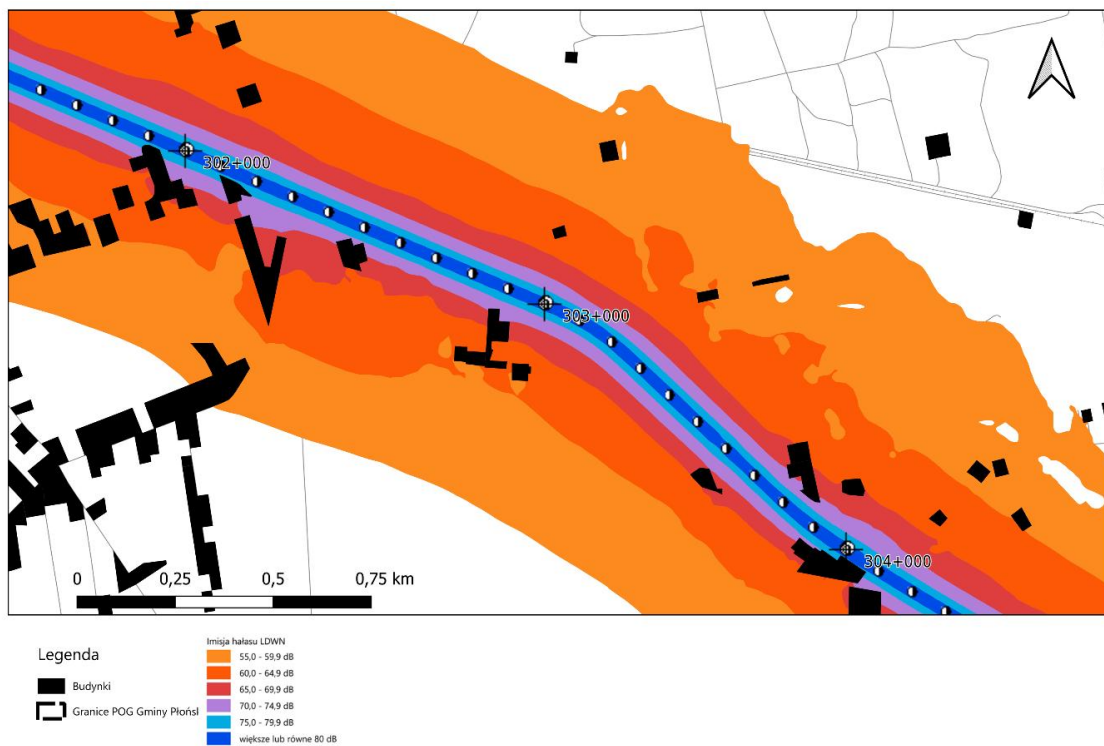 302+000
303+000
304+000
0 0,25 0,5 0,75 km
Legenda
Budynki
Granice POG Gminy Płońsk
Imisja hałasu LDWN
55,0 - 59,9 dB
60,0 - 64,9 dB
65,0 - 69,9 dB
70,0 - 74,9 dB
75,0 - 79,9 dB
większe lub równe 80 dB